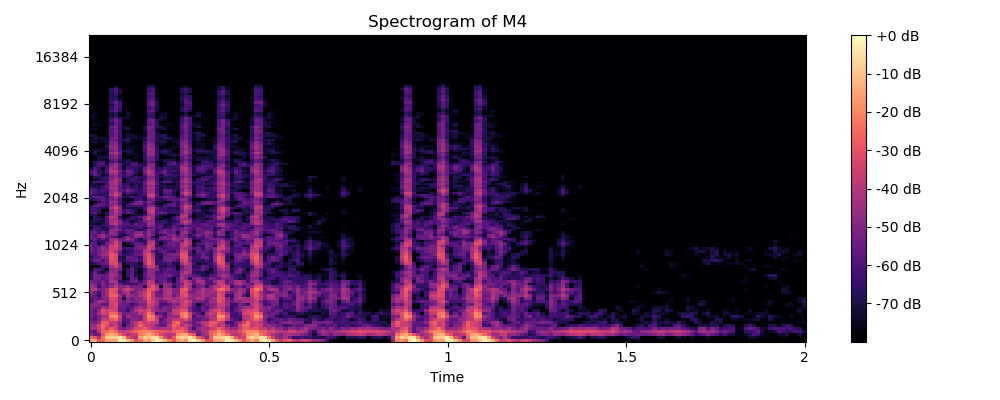 Spectrogram of M4
Hz
16384
8192
4096
2048
1024
512
0
0
0.5
1
1.5
2
Time
+0 dB
-10 dB
-20 dB
-30 dB
-40 dB
-50 dB
-60 dB
-70 dB